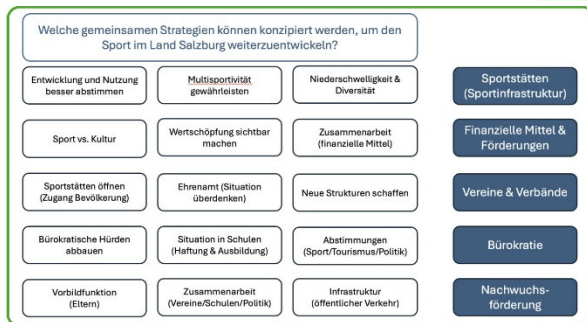 Welche gemeinsamen Strategien können konzipiert werden, um den
Sport im Land Salzburg weiterzuentwickeln?
Entwicklung und Nutzung
besser abstimmen
Multisportivität
gewährleisten
Niederschwelligkeit &
Diversität
Sportstätten
(Sportinfrastruktur)
Sport vs. Kultur
Wertschöpfung sichtbar
machen
Zusammenarbeit
(finanzielle Mittel)
Finanzielle Mittel &
Förderungen
Sportstätten öffnen
(Zugang Bevölkerung)
Ehrenamt (Situation
überdenken)
Neue Strukturen schaffen
Vereine & Verbände
Bürokratische Hürden
abbauen
Situation in Schulen
(Haftung & Ausbildung)
Abstimmungen
(Sport/Tourismus/Politik)
Bürokratie
Vorbildfunktion
(Eltern)
Zusammenarbeit
(Vereine/Schulen/Politik)
Infrastruktur
(öffentlicher Verkehr)
Nachwuchs-
förderung